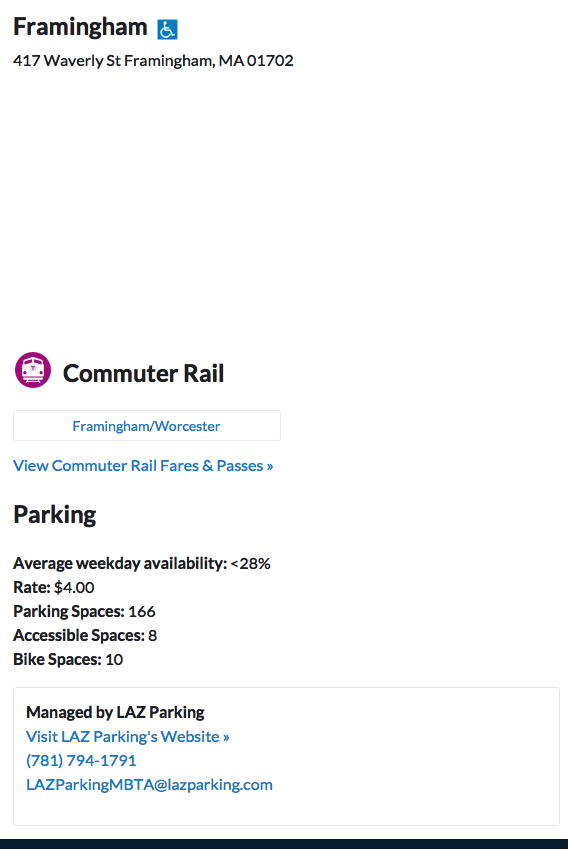 Framingham
417 Waverly St Framingham, MA 01702
Commuter Rail
Framingham/Worcester
View Commuter Rail Fares & Passes »
Parking
Average weekday availability: <28%
Rate: $4.00
Parking Spaces: 166
Accessible Spaces: 8
Bike Spaces: 10
Managed by LAZ Parking
Visit LAZ Parking's Website »
(781) 794-1791
LAZParkingMBTA@lazparking.com